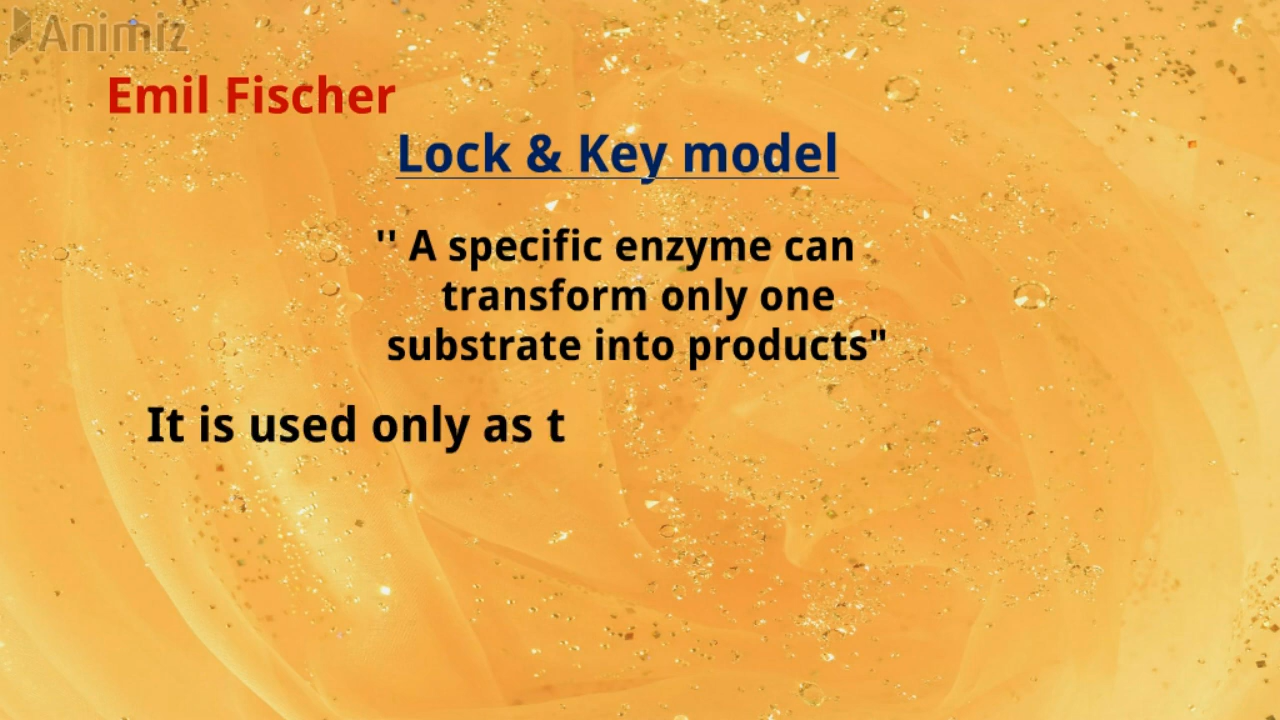 Animiz
Emil Fischer
Lock & Key model
'' A specific enzyme can
transform only one
substrate into products"
It is used only as t